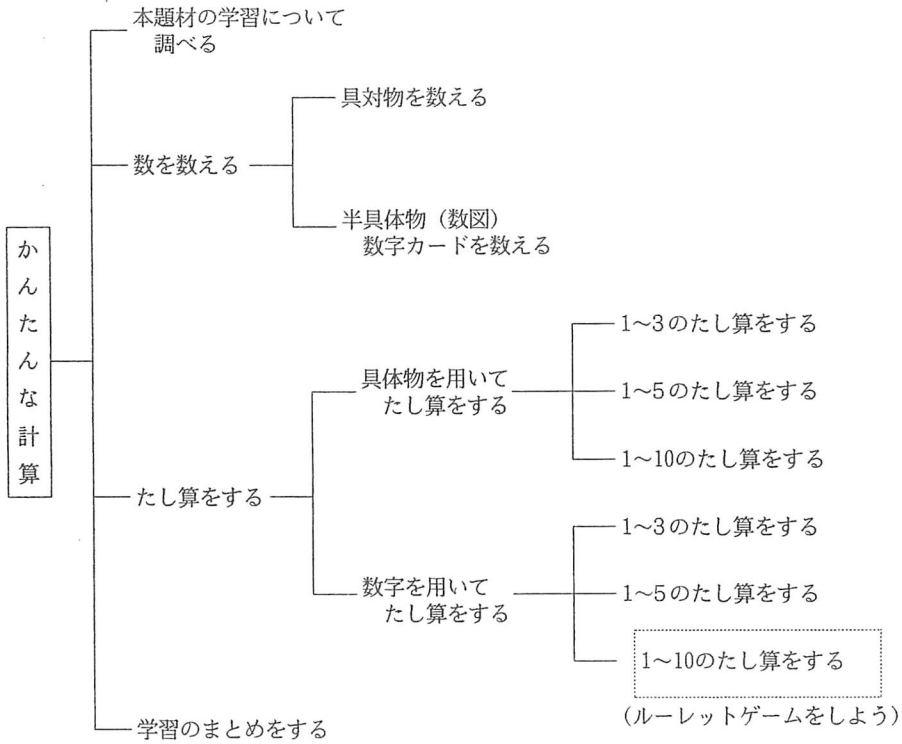 かんたんな計算
本題材の学習について
調べる
数を数える
具対物を数える
半具体物（数図）
数字カードを数える
たし算をする
具体物を用いて
たし算をする
1〜3のたし算をする
1〜5のたし算をする
1〜10のたし算をする
数字を用いて
たし算をする
1〜3のたし算をする
1〜5のたし算をする
1〜10のたし算をする
（ルーレットゲームをしよう）
学習のまとめをする